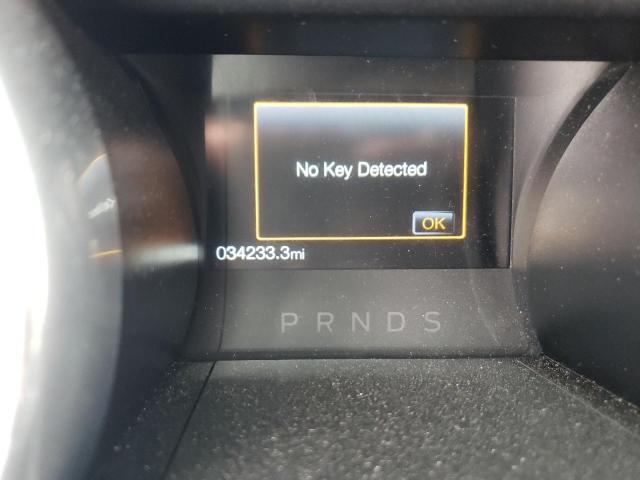 No Key Detected
OK
034233.3mi
P R N D S